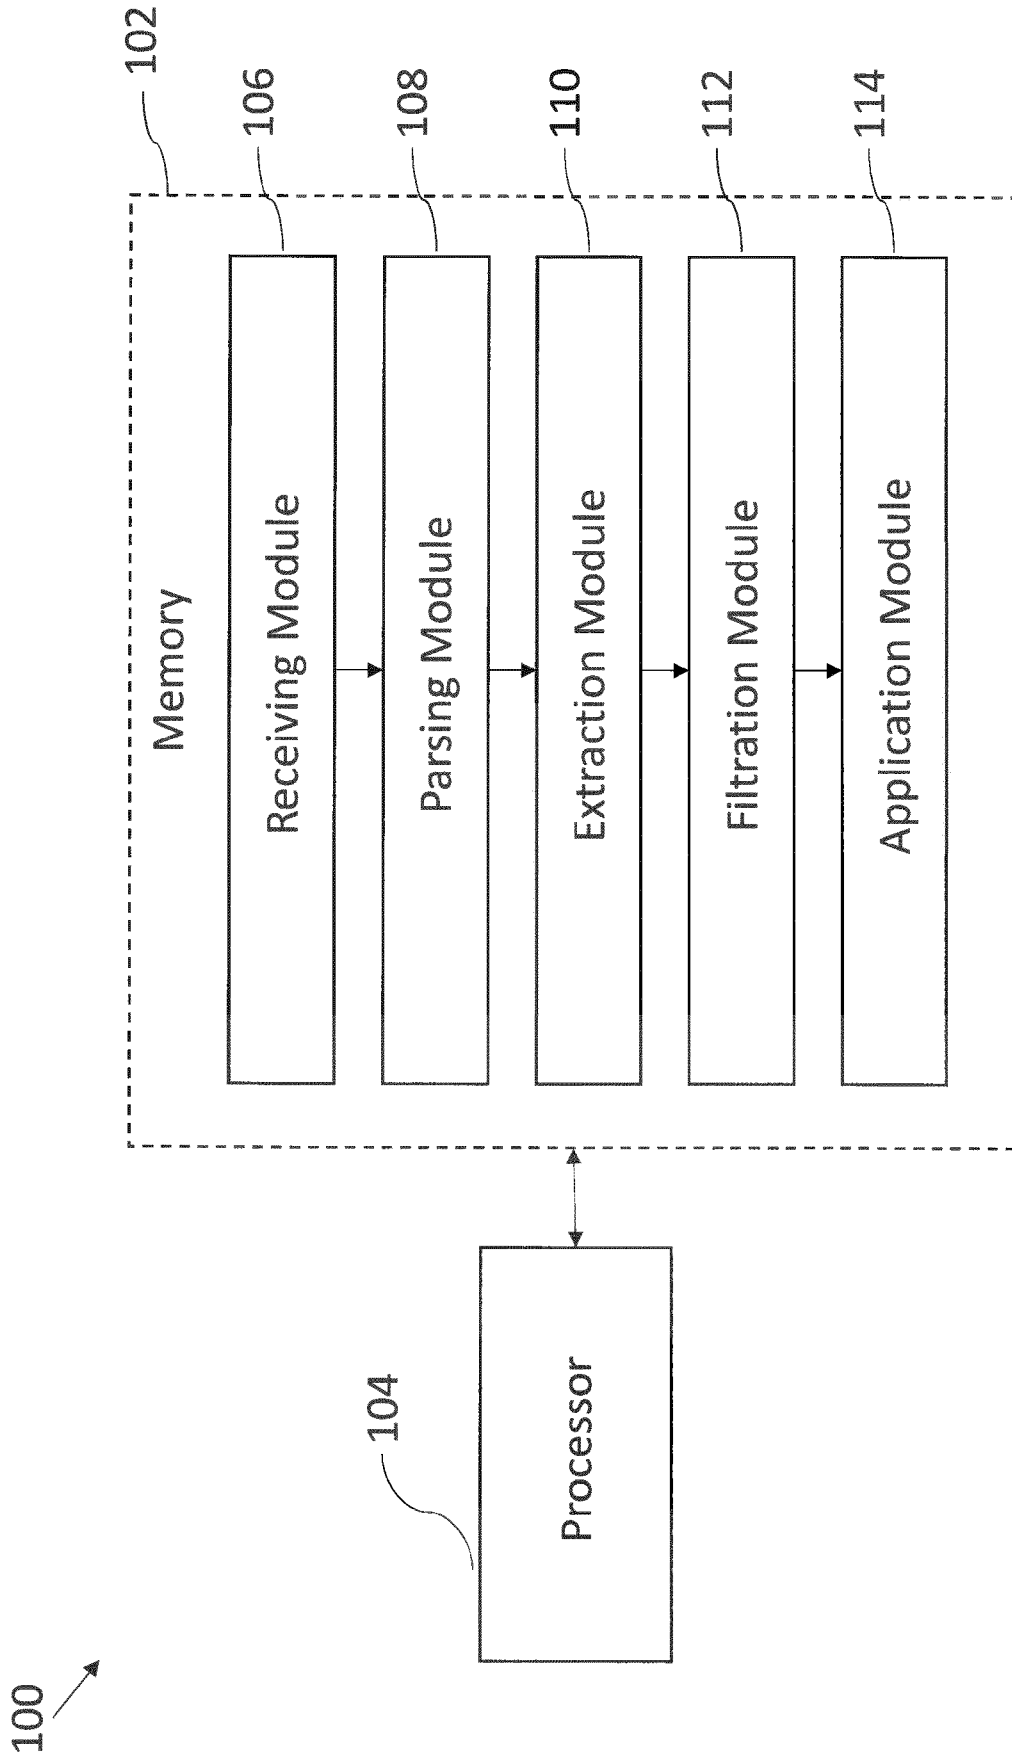 100
102
Memory
104
Processor
Receiving Module
106
Parsing Module
108
Extraction Module
110
Filtration Module
112
Application Module
114